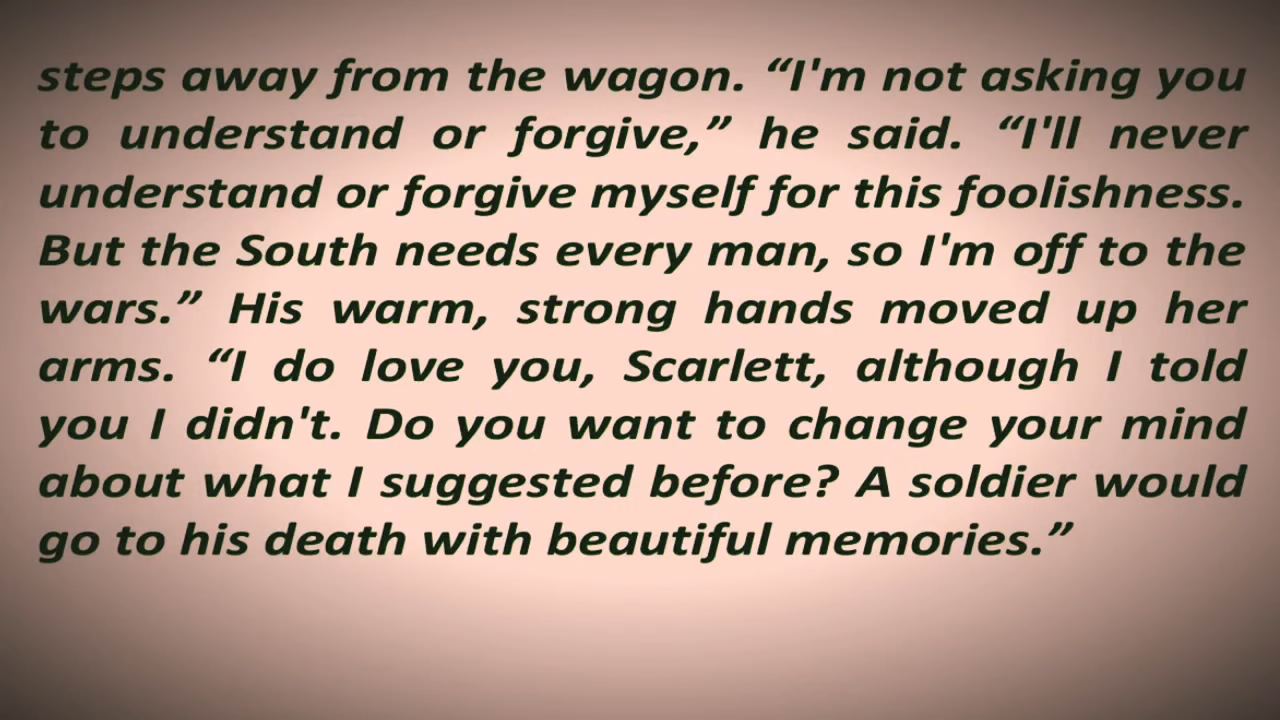 steps away from the wagon. “I'm not asking you
to understand or forgive,” he said. “I'll never
understand or forgive myself for this foolishness.
But the South needs every man, so I'm off to the
wars.” His warm, strong hands moved up her
arms. “I do love you, Scarlett, although I told
you I didn't. Do you want to change your mind
about what I suggested before? A soldier would
go to his death with beautiful memories.”